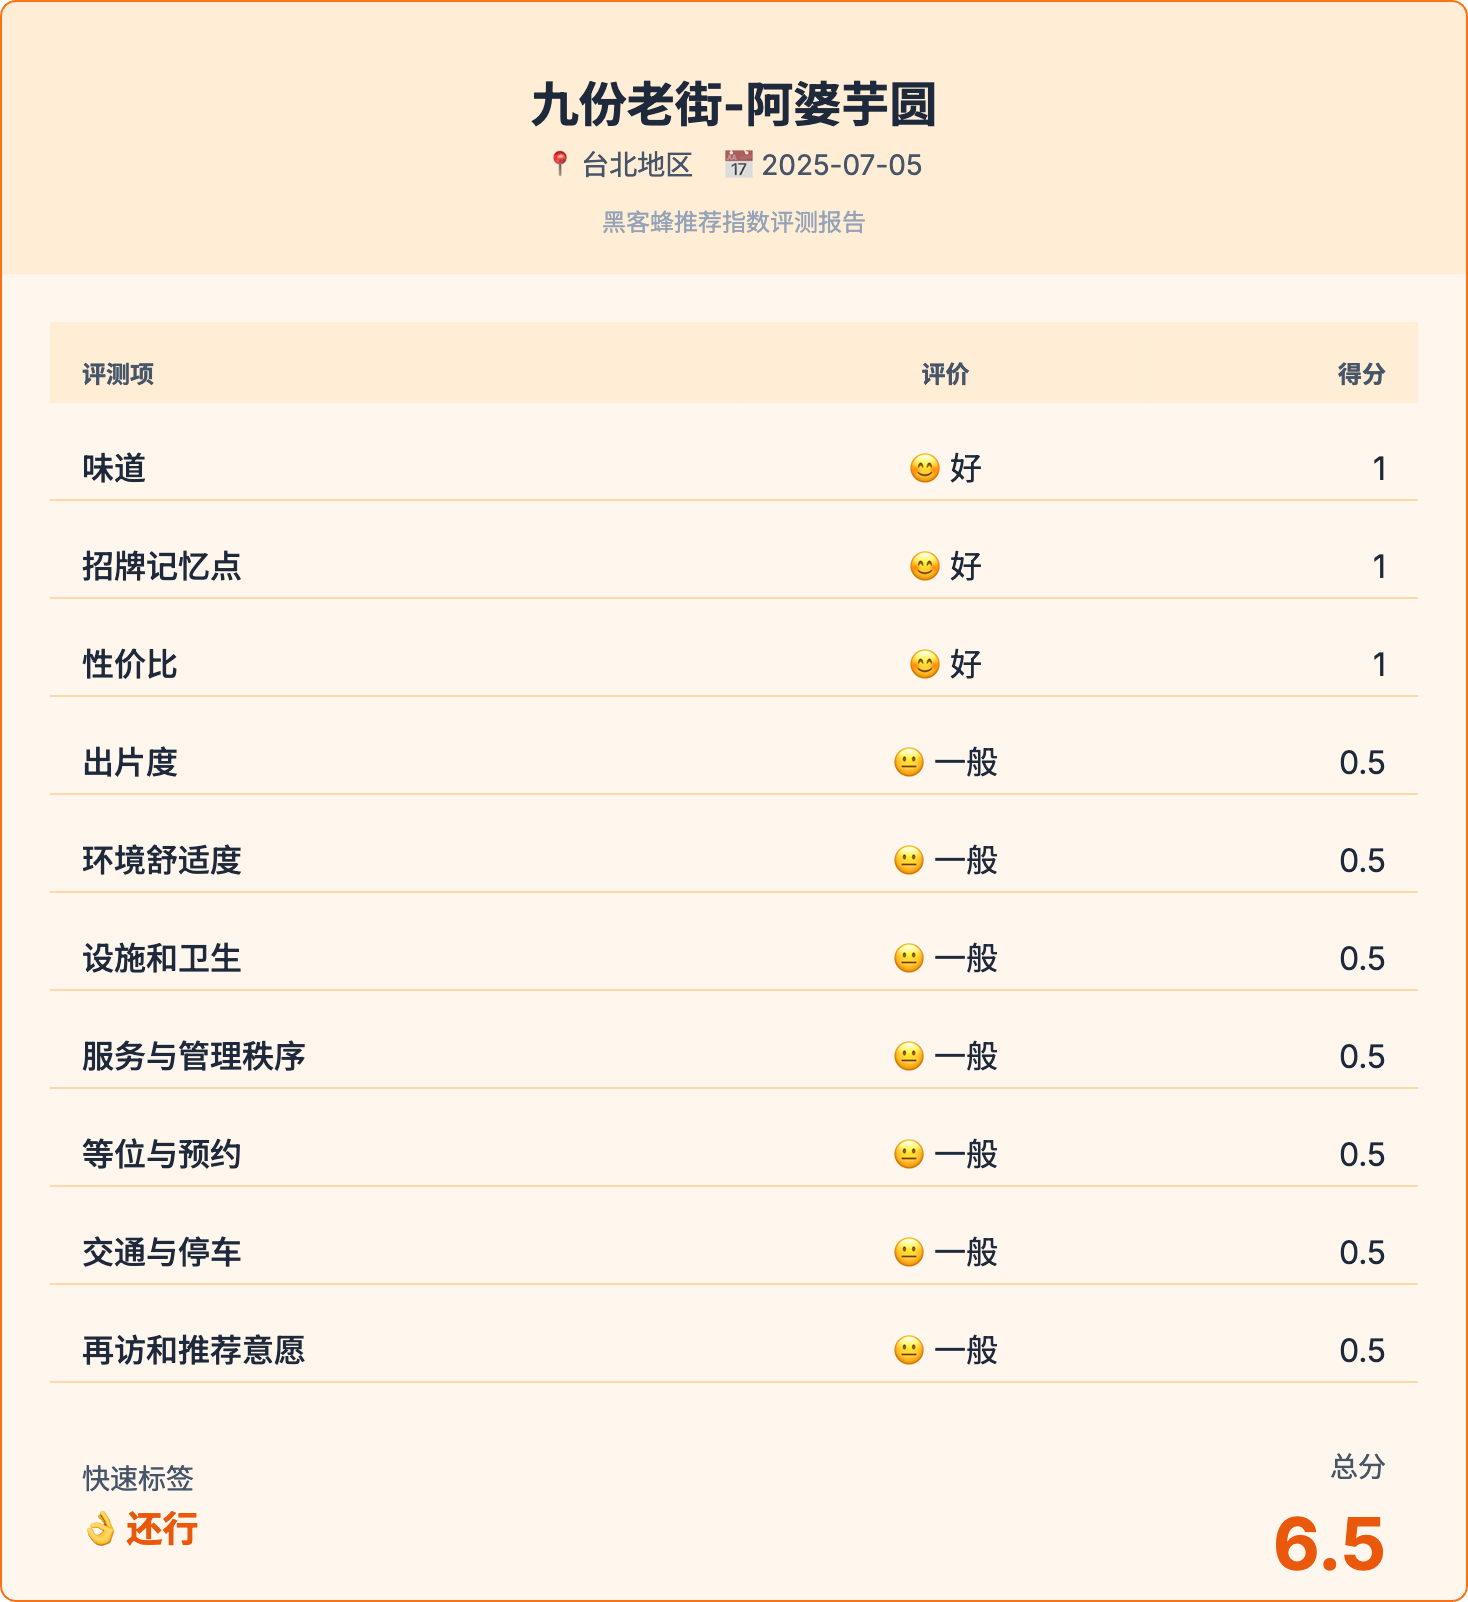 九份老街-阿婆芋圆
📍 台北地区 📅 2025-07-05
黑客蜂推荐指数评测报告
评测项 评价 得分
味道 😊 好 1
招牌记忆点 😊 好 1
性价比 😊 好 1
出片度 😐 一般 0.5
环境舒适度 😐 一般 0.5
设施和卫生 😐 一般 0.5
服务与管理秩序 😐 一般 0.5
等位与预约 😐 一般 0.5
交通与停车 😐 一般 0.5
再访和推荐意愿 😐 一般 0.5
快速标签
👌 还行
总分
6.5